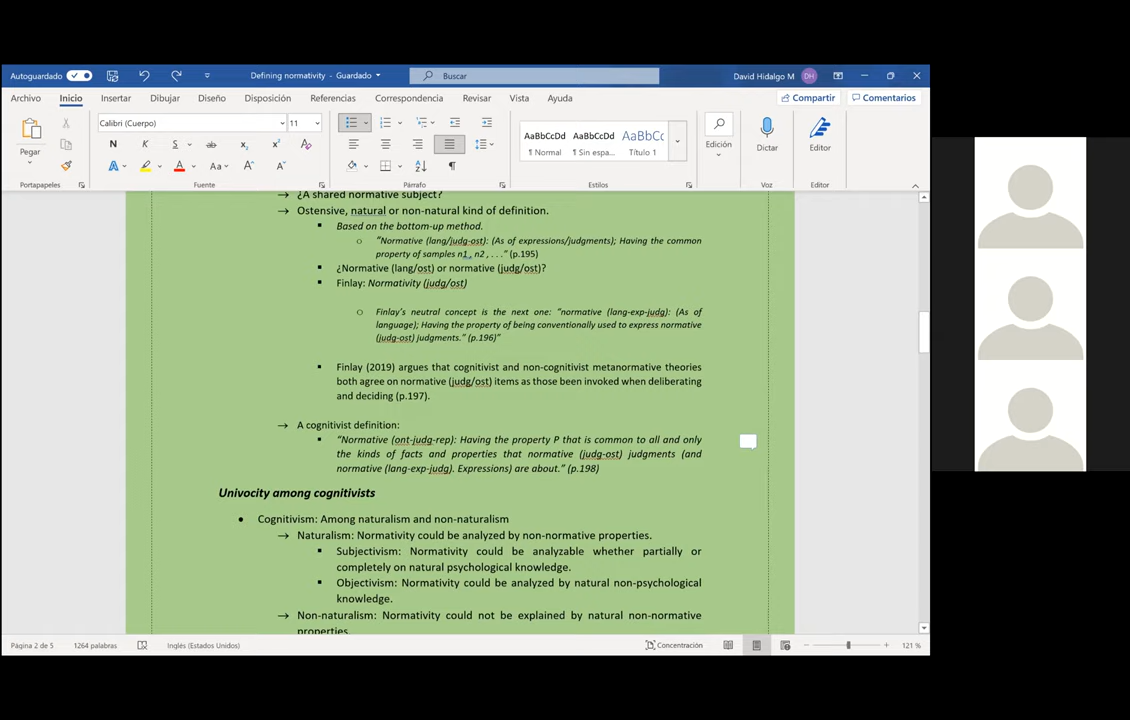 Autoguardado
Defining normativity - Guardado
Buscar
David Hidalgo M
DH
Archivo Inicio Insertar Dibujar Diseño Disposición Referencias Correspondencia Revisar Vista Ayuda
Compartir Comentarios
Calibri (Cuerpo) 11
AaBbCcDd AaBbCcDd AaBbCc
¶ Normal ¶ Sin espa... Título 1
Pegar
N K S ab x₂ x² A
A A Aa A A
Edición Dictar Editor
Portapapeles Fuente Párrafo Estilos Voz Editor
→ ¿A shared normative subject?
→ Ostensive, natural or non-natural kind of definition.
▪ Based on the bottom-up method.
o "Normative (lang/judg-ost): (As of expressions/judgments); Having the common
property of samples n1 , n2 , . . ." (p.195)
▪ ¿Normative (lang/ost) or normative (judg/ost)?
▪ Finlay: Normativity (judg/ost)
o Finlay's neutral concept is the next one: "normative (lang-exp-judg): (As of
language); Having the property of being conventionally used to express normative
(judg-ost) judgments." (p.196)"
▪ Finlay (2019) argues that cognitivist and non-cognitivist metanormative theories
both agree on normative (judg/ost) items as those been invoked when deliberating
and deciding (p.197).
→ A cognitivist definition:
▪ "Normative (ont-judg-rep): Having the property P that is common to all and only
the kinds of facts and properties that normative (judg-ost) judgments (and
normative (lang-exp-judg). Expressions) are about." (p.198)
Univocity among cognitivists
• Cognitivism: Among naturalism and non-naturalism
→ Naturalism: Normativity could be analyzed by non-normative properties.
▪ Subjectivism: Normativity could be analyzable whether partially or
completely on natural psychological knowledge.
▪ Objectivism: Normativity could be analyzed by natural non-psychological
knowledge.
→ Non-naturalism: Normativity could not be explained by natural non-normative
properties.
Página 2 de 5 1264 palabras Inglés (Estados Unidos) Concentración 121 %